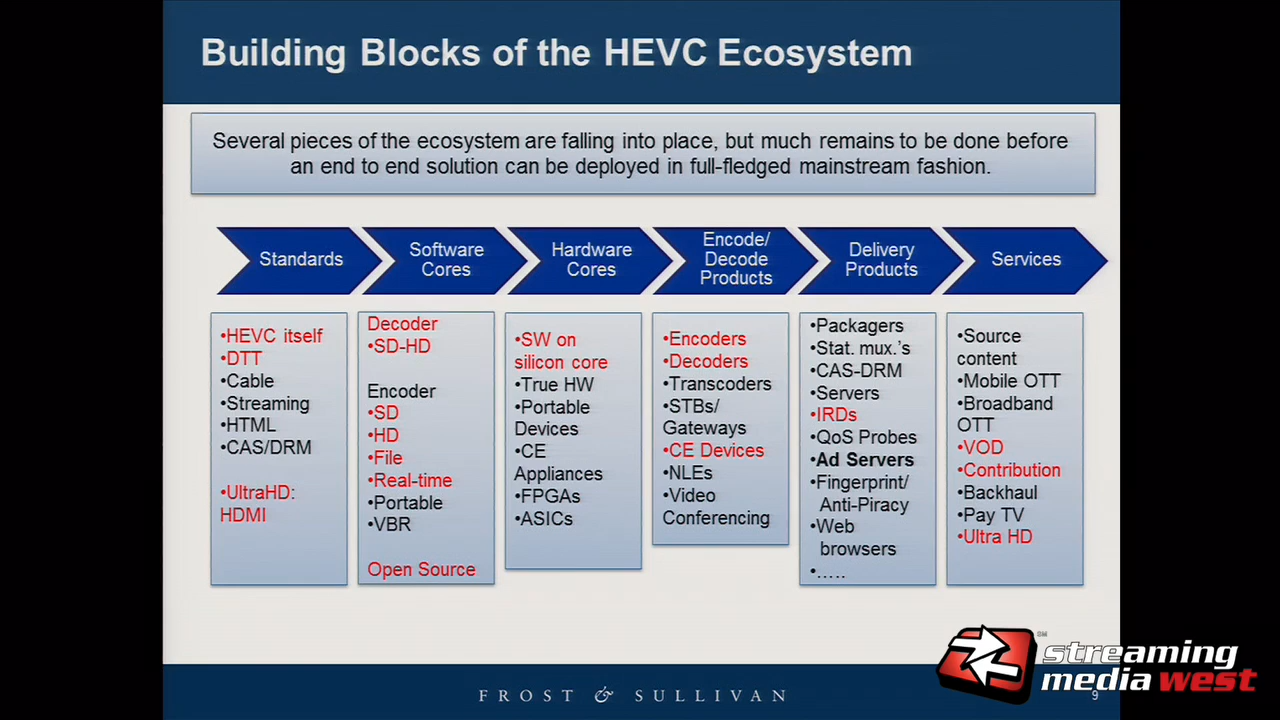 Building Blocks of the HEVC Ecosystem
Several pieces of the ecosystem are falling into place, but much remains to be done before
an end to end solution can be deployed in full-fledged mainstream fashion.
Standards
Software
Cores
Hardware
Cores
Encode/
Decode
Products
Delivery
Products
Services
•HEVC itself
•DTT
•Cable
•Streaming
•HTML
•CAS/DRM
•UltraHD:
HDMI
Decoder
•SD-HD
Encoder
•SD
•HD
•File
•Real-time
•Portable
•VBR
Open Source
•SW on
silicon core
•True HW
•Portable
Devices
•CE
Appliances
•FPGAs
•ASICs
•Encoders
•Decoders
•Transcoders
•STBs/
Gateways
•CE Devices
•NLEs
•Video
Conferencing
•Packagers
•Stat. mux.'s
•CAS-DRM
•Servers
•IRDs
•QoS Probes
•Ad Servers
•Fingerprint/
Anti-Piracy
•Web
browsers
•.....
•Source
content
•Mobile OTT
•Broadband
OTT
•VOD
•Contribution
•Backhaul
•Pay TV
•Ultra HD
FROST & SULLIVAN
9
SM
streaming
media west